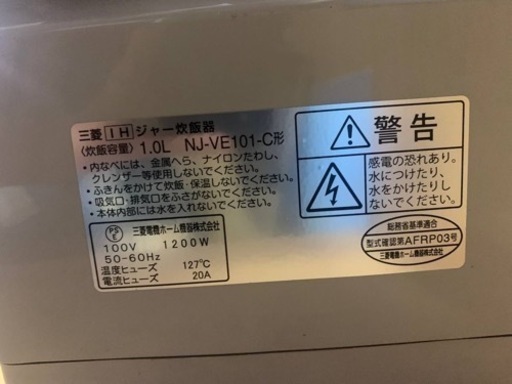 三菱 IH ジャー炊飯器
〈炊飯容量〉 1.0L NJ-VE101-C形
・内なべには、金属へら、ナイロンたわし、
クレンザー等使用しないでください。
・ふきんをかけて炊飯・保温しないでください。
・吸気口・排気口をふさがないでください。
・本体内部には水を入れないでください。
PS E 三菱電機ホーム機器株式会社
100V 1200W
50-60Hz
温度ヒューズ 127℃
電流ヒューズ 20A
警告
感電の恐れあり。
水につけたり、
水をかけたりし
ないでください。
総務省基準適合
型式確認第AFRP03号
三菱電機ホーム機器株式会社